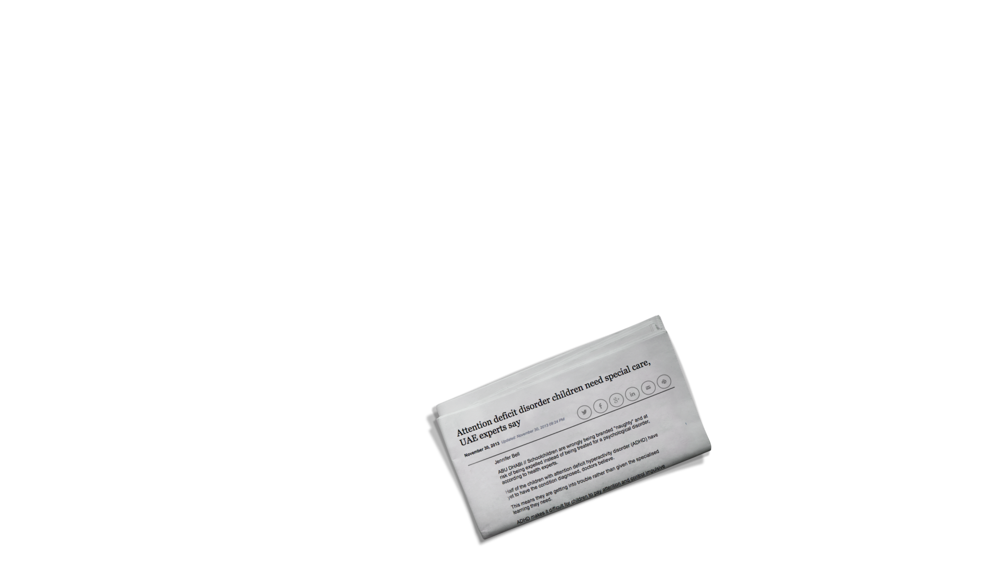 Attention deficit disorder children need special care,
UAE experts say
November 30, 2013 Updated: November 30, 2013 09:24 PM
Jennifer Bell
ABU DHABI // Schoolchildren are wrongly being branded "naughty" and at
risk of being expelled instead of being treated for a psychological disorder,
according to health experts.
Half of the children with attention deficit hyperactivity disorder (ADHD) have
yet to have the condition diagnosed, doctors believe.
This means they are getting into trouble rather than given the specialised
learning they need.
ADHD makes it difficult for children to pay attention and control impulsive